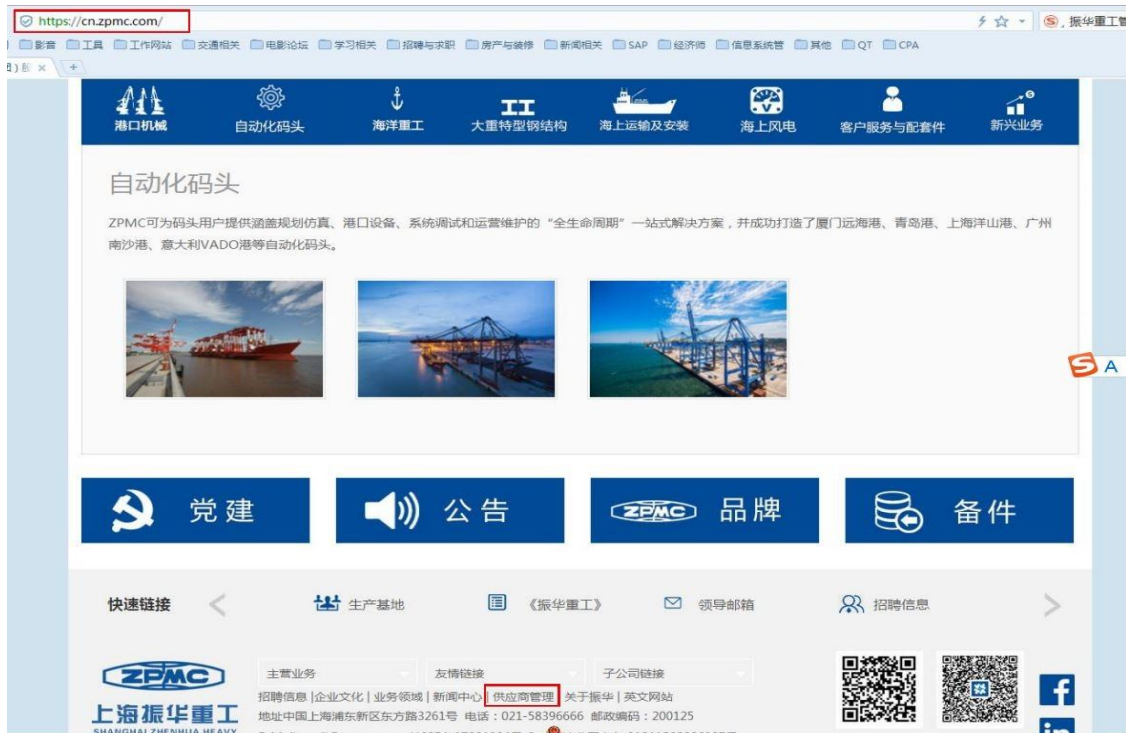 https://cn.zpmc.com/
振华重工管
影音 工具 工作网站 交通相关 电影论坛 学习相关 招聘与求职 房产与装修 新闻相关 SAP 经济师 信息系统管 其他 QT CPA
港口机械 自动化码头 海洋重工 大重特型钢结构 海上运输及安装 海上风电 客户服务与配套件 新兴业务
自动化码头
ZPMC可为码头用户提供涵盖规划仿真、港口设备、系统调试和运营维护的“全生命周期”一站式解决方案，并成功打造了厦门远海港、青岛港、上海洋山港、广州
南沙港、意大利VADO港等自动化码头。
A
党建 公告 ZPMC 品牌 备件
快速链接 生产基地 《振华重工》 领导邮箱 招聘信息
ZPMC
主营业务 友情链接 子公司链接
招聘信息 |企业文化 | 业务领域 | 新闻中心 | 供应商管理 | 关于振华 | 英文网站
上海振华重工
地址中国上海浦东新区东方路3261号 电话：021-58396666 邮政编码：200125
SHANGHAI ZHENHUA HEAVY